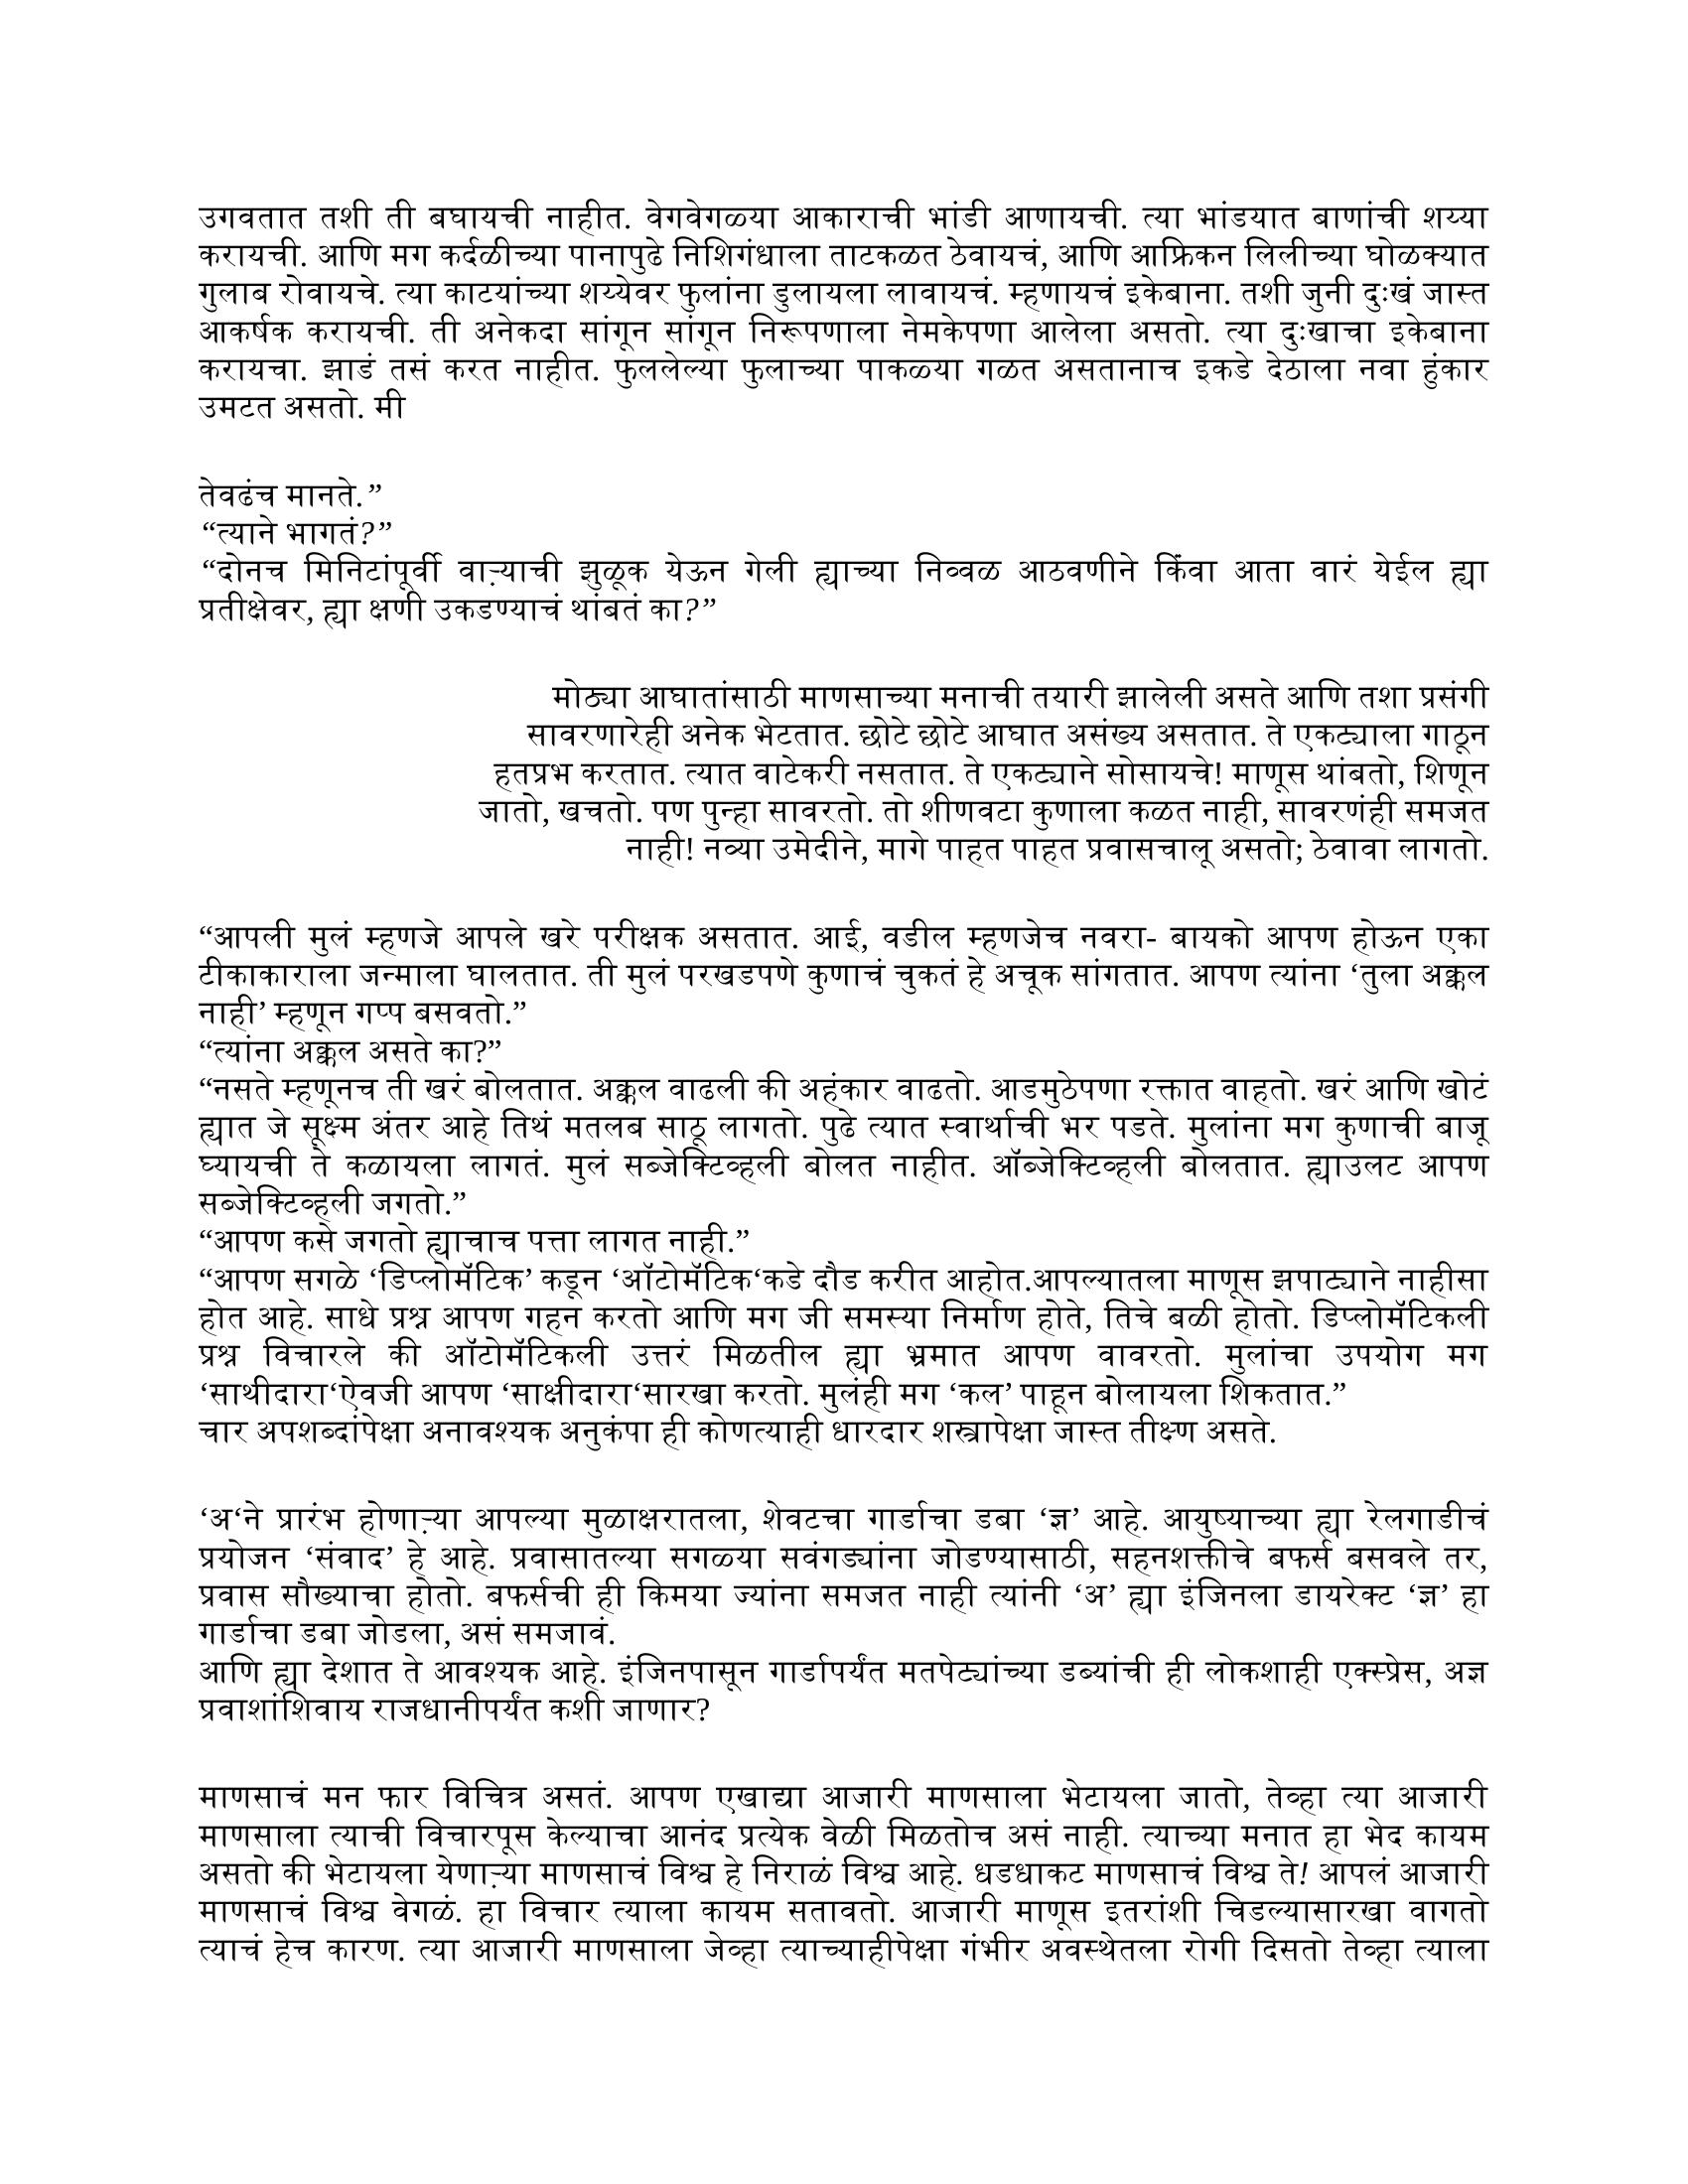 उगवतात तशी ती बघायची नाहीत. वेगवेगळ्या आकाराची भांडी आणायची. त्या भांडयात बाणांची शय्या
करायची. आणि मग कर्दळीच्या पानापुढे निशिगंधाला ताटकळत ठेवायचं, आणि आफ्रिकन लिलीच्या घोळक्यात
गुलाब रोवायचे. त्या काटयांच्या शय्येवर फुलांना डुलायला लावायचं. म्हणायचं इकेबाना. तशी जुनी दुःखं जास्त
आकर्षक करायची. ती अनेकदा सांगून सांगून निरूपणाला नेमकेपणा आलेला असतो. त्या दुःखाचा इकेबाना
करायचा. झाडं तसं करत नाहीत. फुललेल्या फुलाच्या पाकळ्या गळत असतानाच इकडे देठाला नवा हुंकार
उमटत असतो. मी
तेवढंच मानते.”
“त्याने भागतं?”
“दोनच मिनिटांपूर्वी वाऱ्याची झुळूक येऊन गेली ह्याच्या निव्वळ आठवणीने किंवा आता वारं येईल ह्या
प्रतीक्षेवर, ह्या क्षणी उकडण्याचं थांबतं का?”
मोठ्या आघातांसाठी माणसाच्या मनाची तयारी झालेली असते आणि तशा प्रसंगी
सावरणारेही अनेक भेटतात. छोटे छोटे आघात असंख्य असतात. ते एकट्याला गाठून
हतप्रभ करतात. त्यात वाटेकरी नसतात. ते एकट्याने सोसायचे! माणूस थांबतो, शिणून
जातो, खचतो. पण पुन्हा सावरतो. तो शीणवटा कुणाला कळत नाही, सावरणंही समजत
नाही! नव्या उमेदीने, मागे पाहत पाहत प्रवासचालू असतो; ठेवावा लागतो.
“आपली मुलं म्हणजे आपले खरे परीक्षक असतात. आई, वडील म्हणजेच नवरा- बायको आपण होऊन एका
टीकाकाराला जन्माला घालतात. ती मुलं परखडपणे कुणाचं चुकतं हे अचूक सांगतात. आपण त्यांना ‘तुला अक्कल
नाही’ म्हणून गप्प बसवतो.”
“त्यांना अक्कल असते का?”
“नसते म्हणूनच ती खरं बोलतात. अक्कल वाढली की अहंकार वाढतो. आडमुठेपणा रक्तात वाहतो. खरं आणि खोटं
ह्यात जे सूक्ष्म अंतर आहे तिथं मतलब साठू लागतो. पुढे त्यात स्वार्थाची भर पडते. मुलांना मग कुणाची बाजू
घ्यायची ते कळायला लागतं. मुलं सब्जेक्टिव्हली बोलत नाहीत. ऑब्जेक्टिव्हली बोलतात. ह्याउलट आपण
सब्जेक्टिव्हली जगतो.”
“आपण कसे जगतो ह्याचाच पत्ता लागत नाही.”
“आपण सगळे ‘डिप्लोमॅटिक’ कडून ‘ऑटोमॅटिक‘कडे दौड करीत आहोत.आपल्यातला माणूस झपाट्याने नाहीसा
होत आहे. साधे प्रश्न आपण गहन करतो आणि मग जी समस्या निर्माण होते, तिचे बळी होतो. डिप्लोमॅटिकली
प्रश्न विचारले की ऑटोमॅटिकली उत्तरं मिळतील ह्या भ्रमात आपण वावरतो. मुलांचा उपयोग मग
‘साथीदारा‘ऐवजी आपण ‘साक्षीदारा‘सारखा करतो. मुलंही मग ‘कल’ पाहून बोलायला शिकतात.”
चार अपशब्दांपेक्षा अनावश्यक अनुकंपा ही कोणत्याही धारदार शस्त्रापेक्षा जास्त तीक्ष्ण असते.
‘अ‘ने प्रारंभ होणाऱ्या आपल्या मुळाक्षरातला, शेवटचा गार्डाचा डबा ‘ज्ञ’ आहे. आयुष्याच्या ह्या रेलगाडीचं
प्रयोजन ‘संवाद’ हे आहे. प्रवासातल्या सगळ्या सवंगड्यांना जोडण्यासाठी, सहनशक्तीचे बफर्स बसवले तर,
प्रवास सौख्याचा होतो. बफर्सची ही किमया ज्यांना समजत नाही त्यांनी ‘अ’ ह्या इंजिनला डायरेक्ट ‘ज्ञ’ हा
गार्डाचा डबा जोडला, असं समजावं.
आणि ह्या देशात ते आवश्यक आहे. इंजिनपासून गार्डापर्यंत मतपेट्यांच्या डब्यांची ही लोकशाही एक्स्प्रेस, अज्ञ
प्रवाशांशिवाय राजधानीपर्यंत कशी जाणार?
माणसाचं मन फार विचित्र असतं. आपण एखाद्या आजारी माणसाला भेटायला जातो, तेव्हा त्या आजारी
माणसाला त्याची विचारपूस केल्याचा आनंद प्रत्येक वेळी मिळतोच असं नाही. त्याच्या मनात हा भेद कायम
असतो की भेटायला येणाऱ्या माणसाचं विश्व हे निराळं विश्व आहे. धडधाकट माणसाचं विश्व ते! आपलं आजारी
माणसाचं विश्व वेगळं. हा विचार त्याला कायम सतावतो. आजारी माणूस इतरांशी चिडल्यासारखा वागतो
त्याचं हेच कारण. त्या आजारी माणसाला जेव्हा त्याच्याहीपेक्षा गंभीर अवस्थेतला रोगी दिसतो तेव्हा त्याला